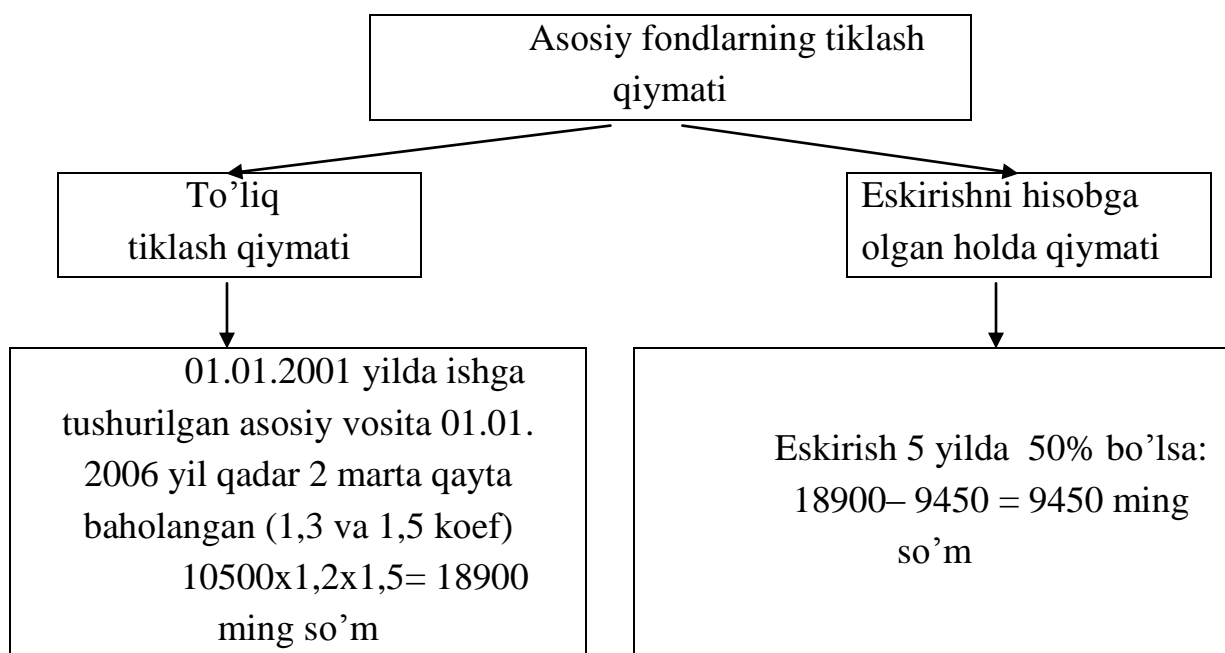 Asosiy fondlarning tiklash
qiymati
To’liq
tiklash qiymati
Eskirishni hisobga
olgan holda qiymati
01.01.2001 yilda ishga
tushurilgan asosiy vosita 01.01.
2006 yil qadar 2 marta qayta
baholangan (1,3 va 1,5 koef)
10500x1,2x1,5= 18900
ming so’m
Eskirish 5 yilda 50% bo’lsa:
18900– 9450 = 9450 ming
so’m